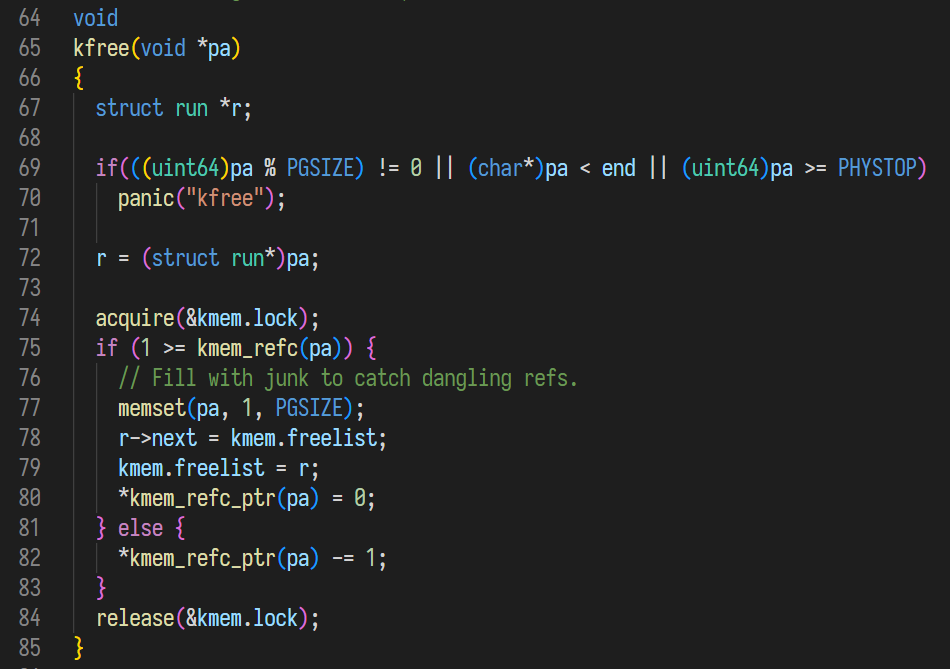 64 void
65 kfree(void *pa)
66 {
67   struct run *r;
68
69   if(((uint64)pa % PGSIZE) != 0 || (char*)pa < end || (uint64)pa >= PHYSTOP)
70     panic("kfree");
71
72   r = (struct run*)pa;
73
74   acquire(&kmem.lock);
75   if (1 >= kmem_refc(pa)) {
76     // Fill with junk to catch dangling refs.
77     memset(pa, 1, PGSIZE);
78     r->next = kmem.freelist;
79     kmem.freelist = r;
80     *kmem_refc_ptr(pa) = 0;
81   } else {
82     *kmem_refc_ptr(pa) -= 1;
83   }
84   release(&kmem.lock);
85 }